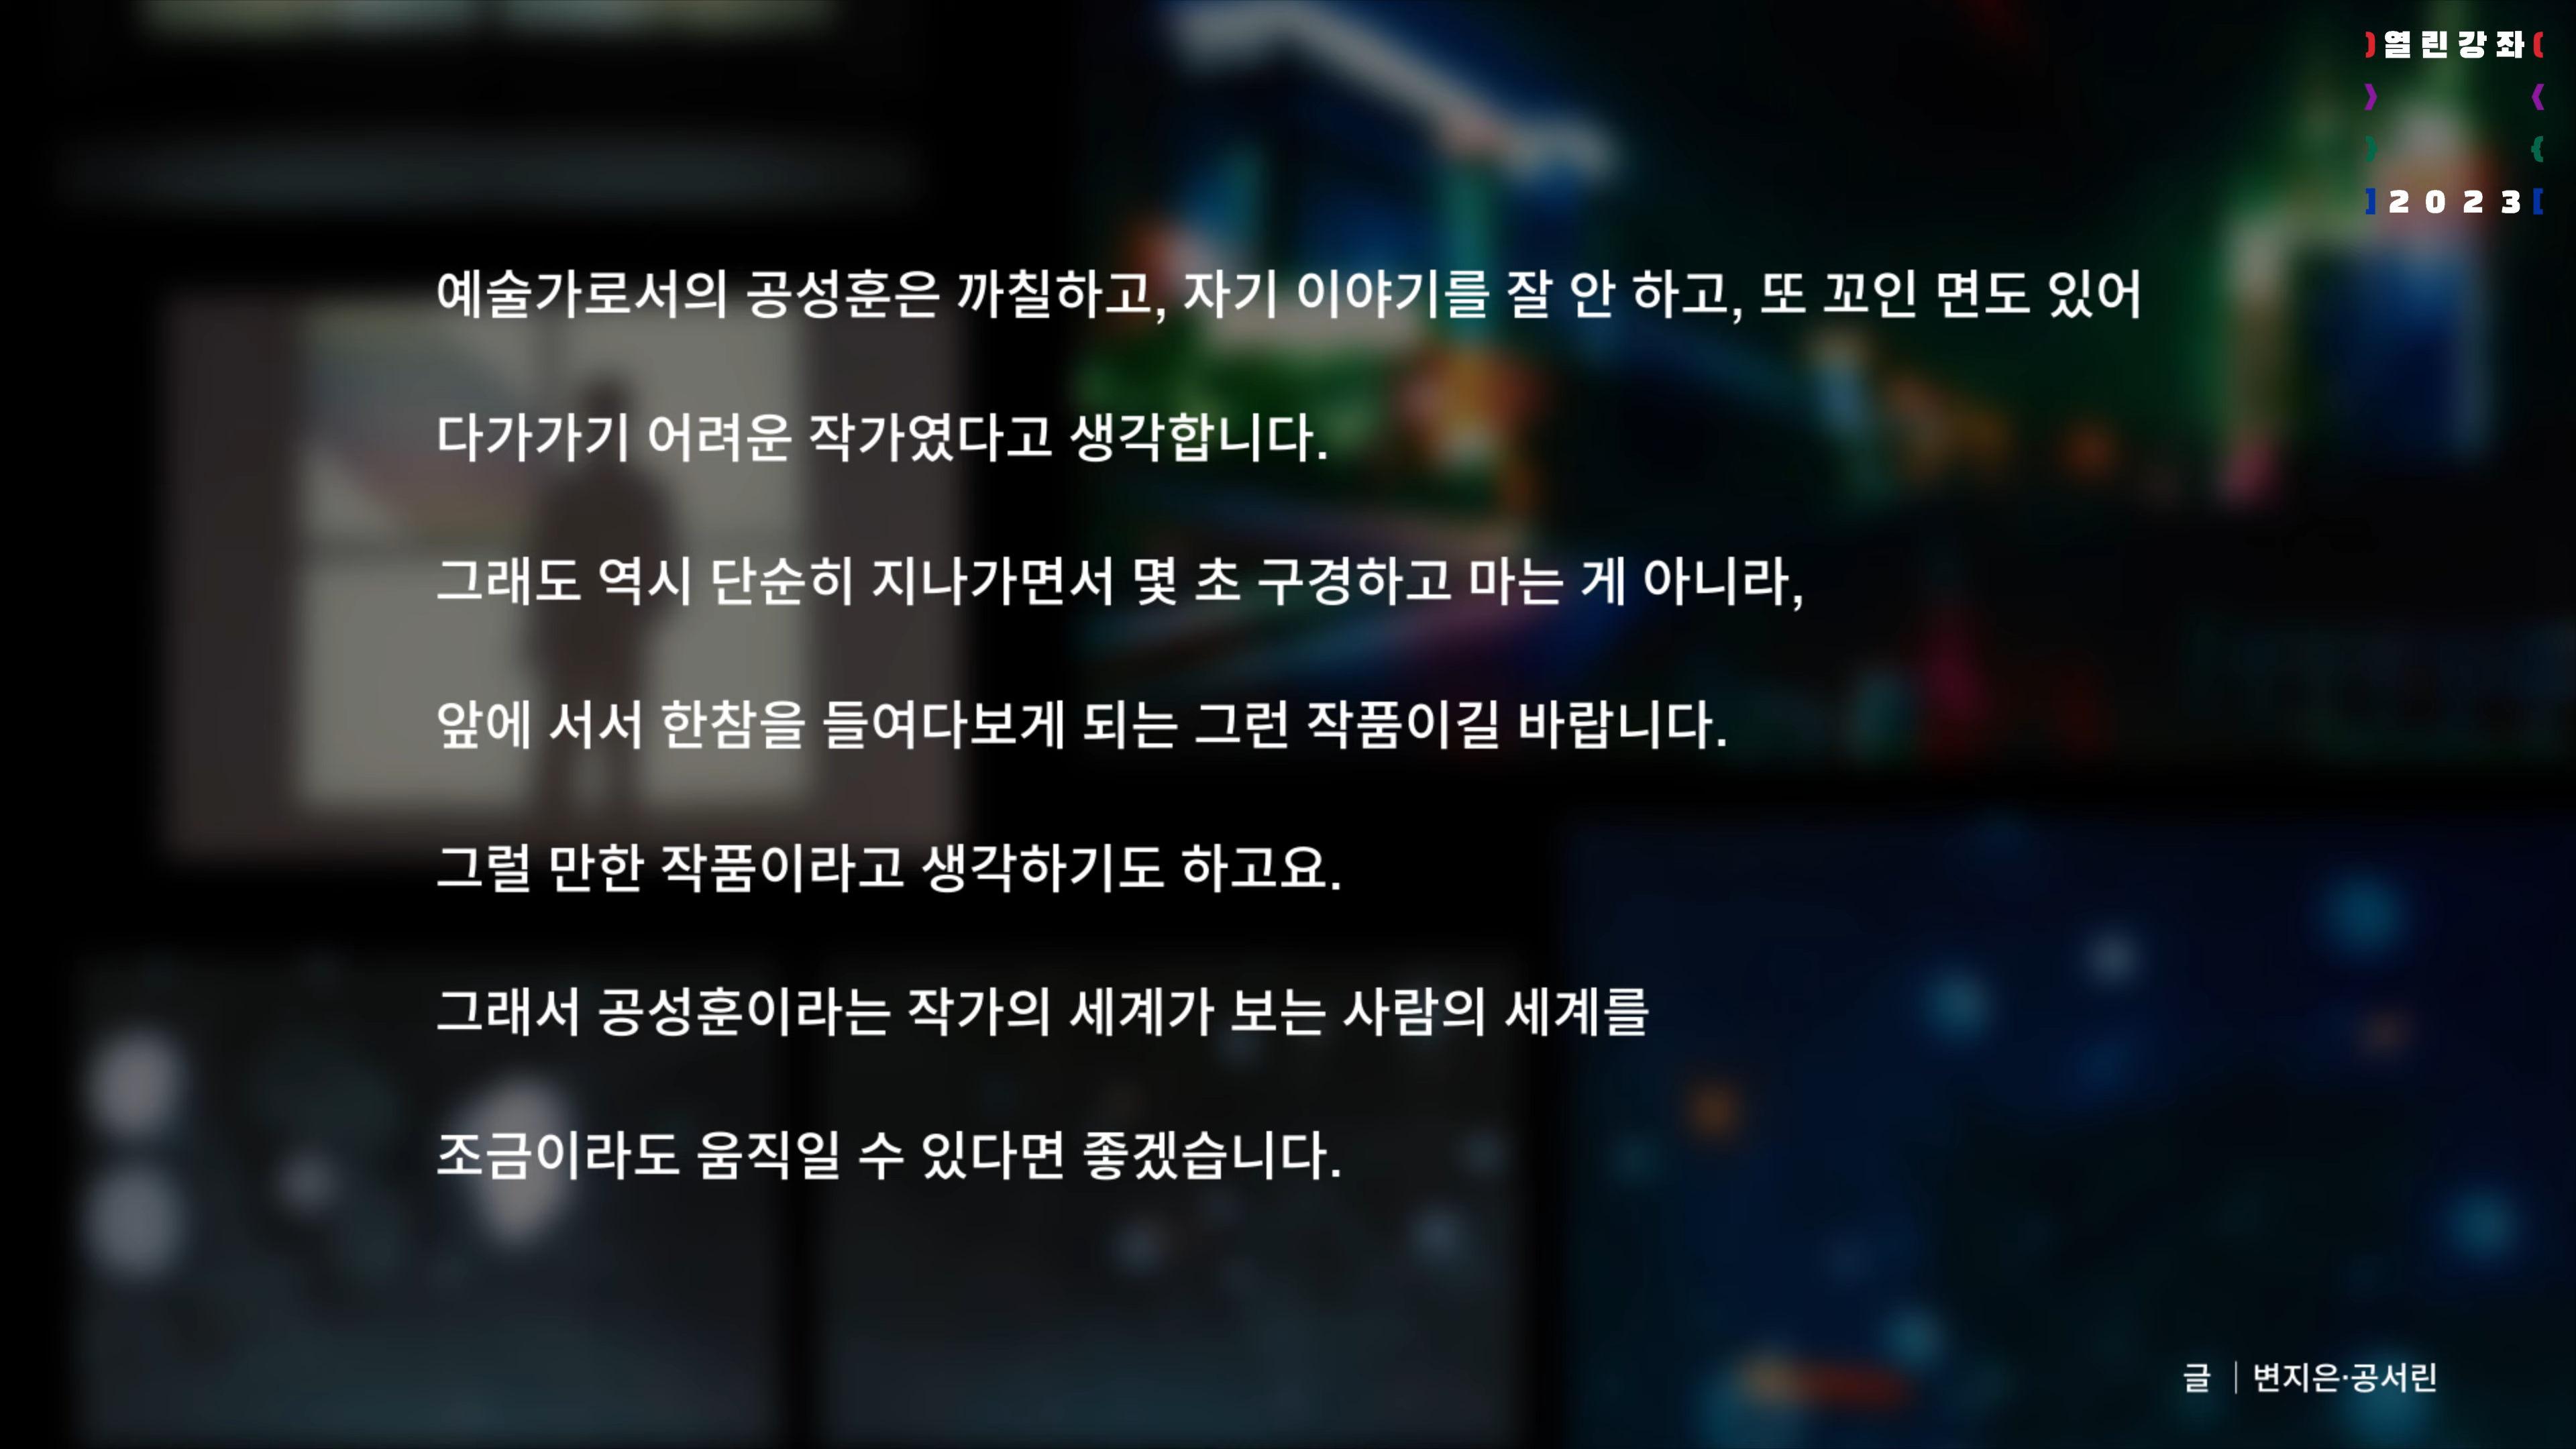 )열린강좌(
》 《
} {
]2023[
예술가로서의 공성훈은 까칠하고, 자기 이야기를 잘 안 하고, 또 꼬인 면도 있어
다가가기 어려운 작가였다고 생각합니다.
그래도 역시 단순히 지나가면서 몇 초 구경하고 마는 게 아니라,
앞에 서서 한참을 들여다보게 되는 그런 작품이길 바랍니다.
그럴 만한 작품이라고 생각하기도 하고요.
그래서 공성훈이라는 작가의 세계가 보는 사람의 세계를
조금이라도 움직일 수 있다면 좋겠습니다.
글 | 변지은·공서린